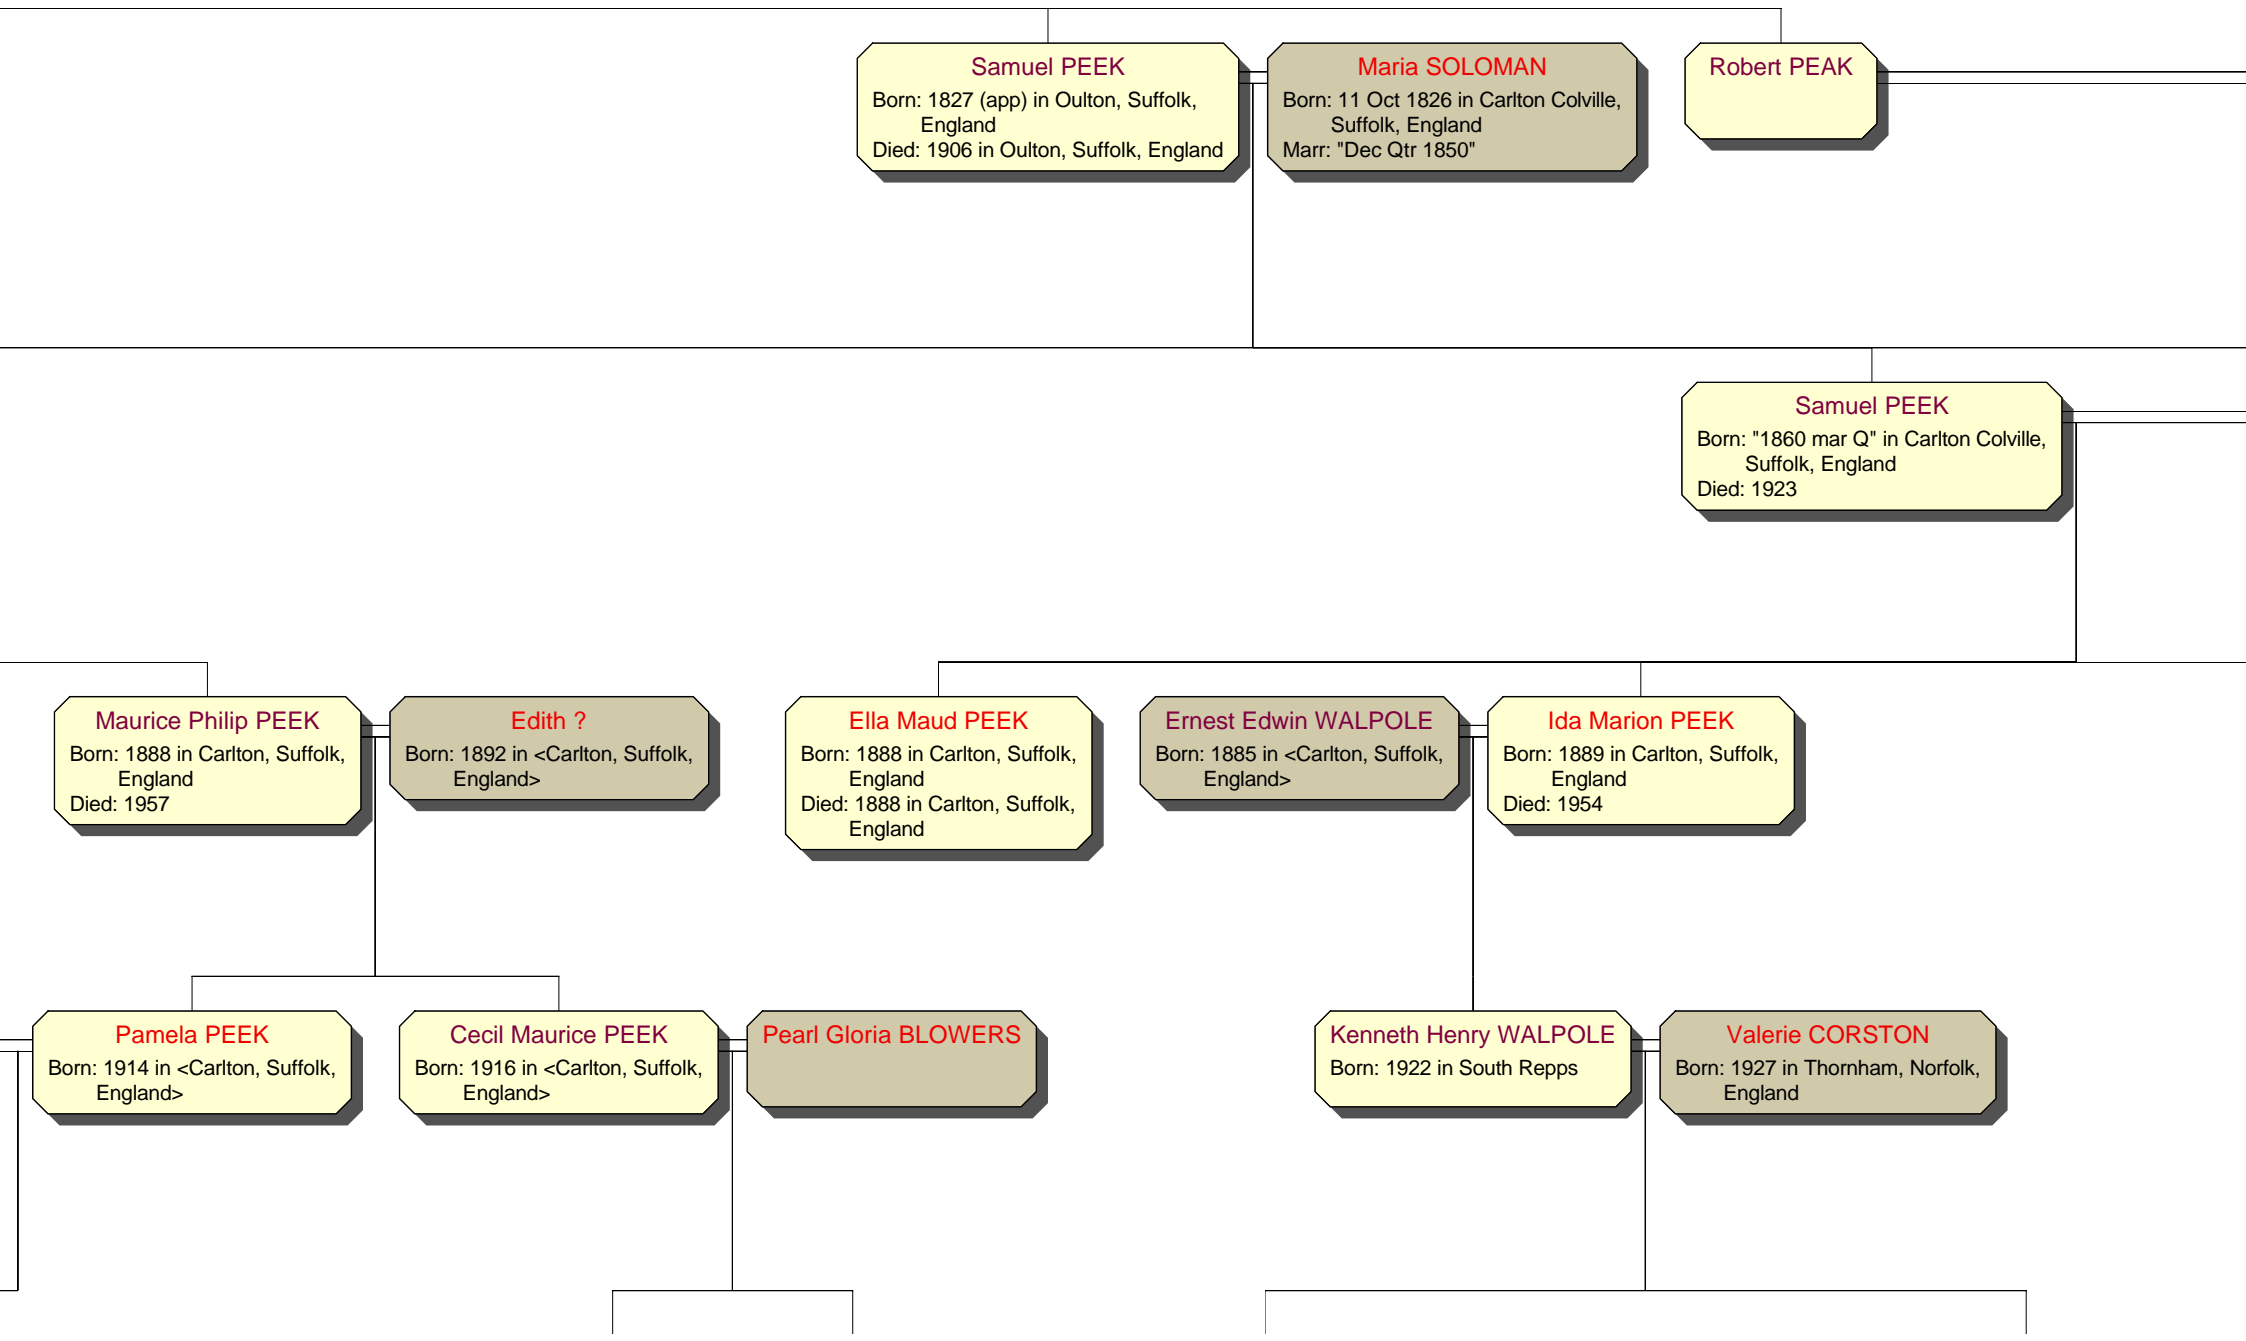 Samuel PEEK
Born: 1827 (app) in Oulton, Suffolk,
England
Died: 1906 in Oulton, Suffolk, England
Maria SOLOMAN
Born: 11 Oct 1826 in Carlton Colville,
Suffolk, England
Marr: "Dec Qtr 1850"
Robert PEAK
Samuel PEEK
Born: "1860 mar Q" in Carlton Colville,
Suffolk, England
Died: 1923
Maurice Philip PEEK
Born: 1888 in Carlton, Suffolk,
England
Died: 1957
Edith ?
Born: 1892 in <Carlton, Suffolk,
England>
Ella Maud PEEK
Born: 1888 in Carlton, Suffolk,
England
Died: 1888 in Carlton, Suffolk,
England
Ernest Edwin WALPOLE
Born: 1885 in <Carlton, Suffolk,
England>
Ida Marion PEEK
Born: 1889 in Carlton, Suffolk,
England
Died: 1954
Pamela PEEK
Born: 1914 in <Carlton, Suffolk,
England>
Cecil Maurice PEEK
Born: 1916 in <Carlton, Suffolk,
England>
Pearl Gloria BLOWERS
Kenneth Henry WALPOLE
Born: 1922 in South Repps
Valerie CORSTON
Born: 1927 in Thornham, Norfolk,
England